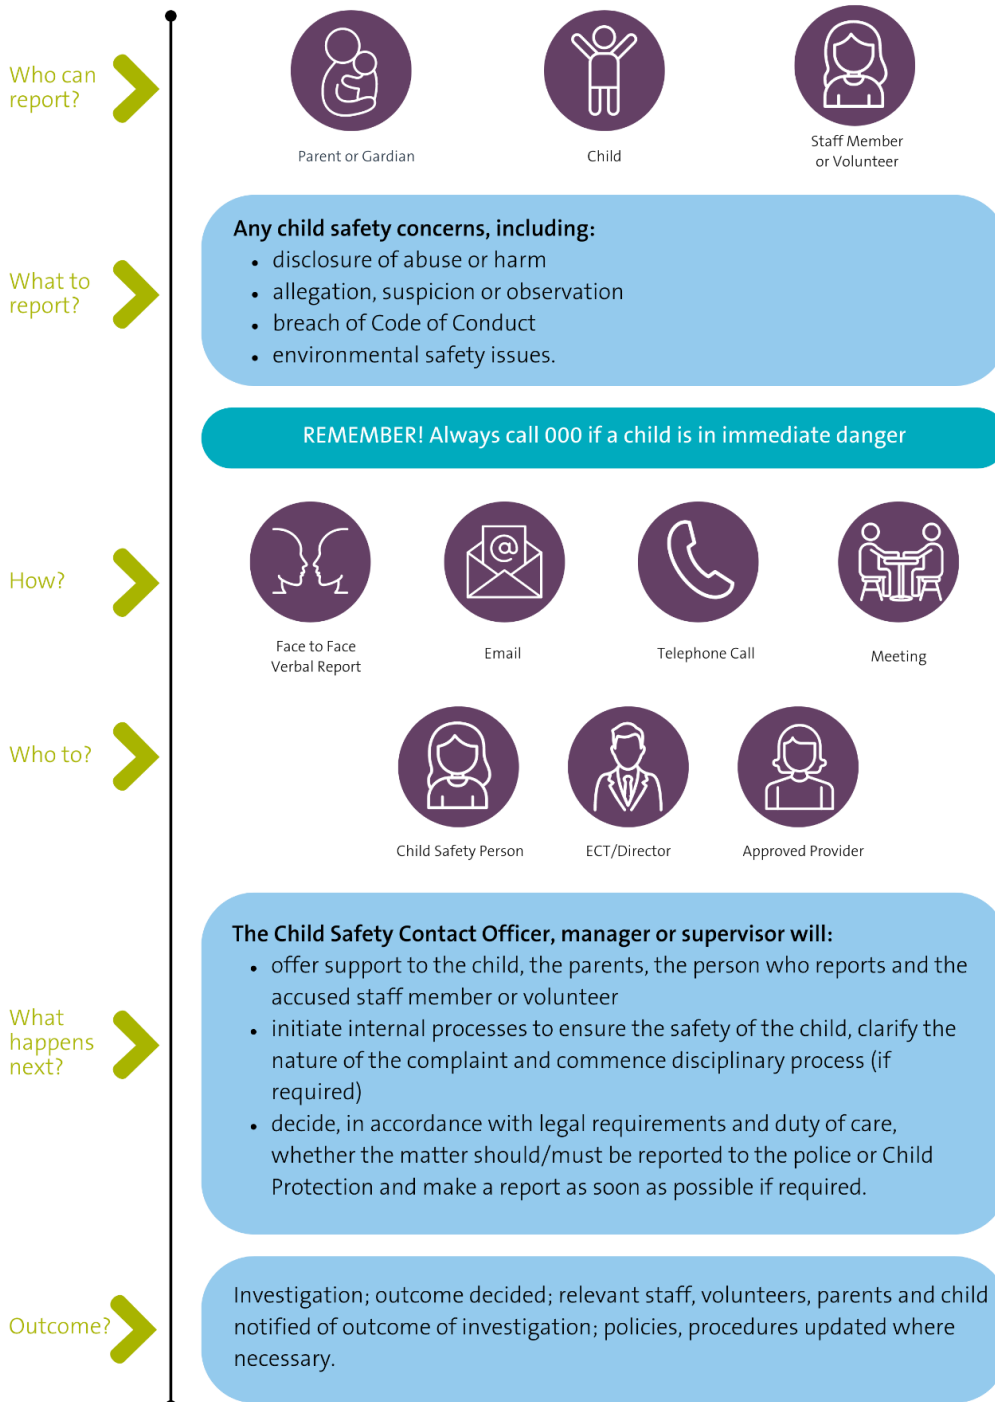 Who can
report?
Parent or Gardian
Child
Staff Member
or Volunteer
What to
report?
Any child safety concerns, including:
• disclosure of abuse or harm
• allegation, suspicion or observation
• breach of Code of Conduct
• environmental safety issues.
REMEMBER! Always call 000 if a child is in immediate danger
How?
@
Face to Face
Verbal Report
Email
Telephone Call
Meeting
Who to?
Child Safety Person
ECT/Director
Approved Provider
What
happens
next?
The Child Safety Contact Officer, manager or supervisor will:
• offer support to the child, the parents, the person who reports and the
accused staff member or volunteer
• initiate internal processes to ensure the safety of the child, clarify the
nature of the complaint and commence disciplinary process (if
required)
• decide, in accordance with legal requirements and duty of care,
whether the matter should/must be reported to the police or Child
Protection and make a report as soon as possible if required.
Outcome?
Investigation; outcome decided; relevant staff, volunteers, parents and child
notified of outcome of investigation; policies, procedures updated where
necessary.